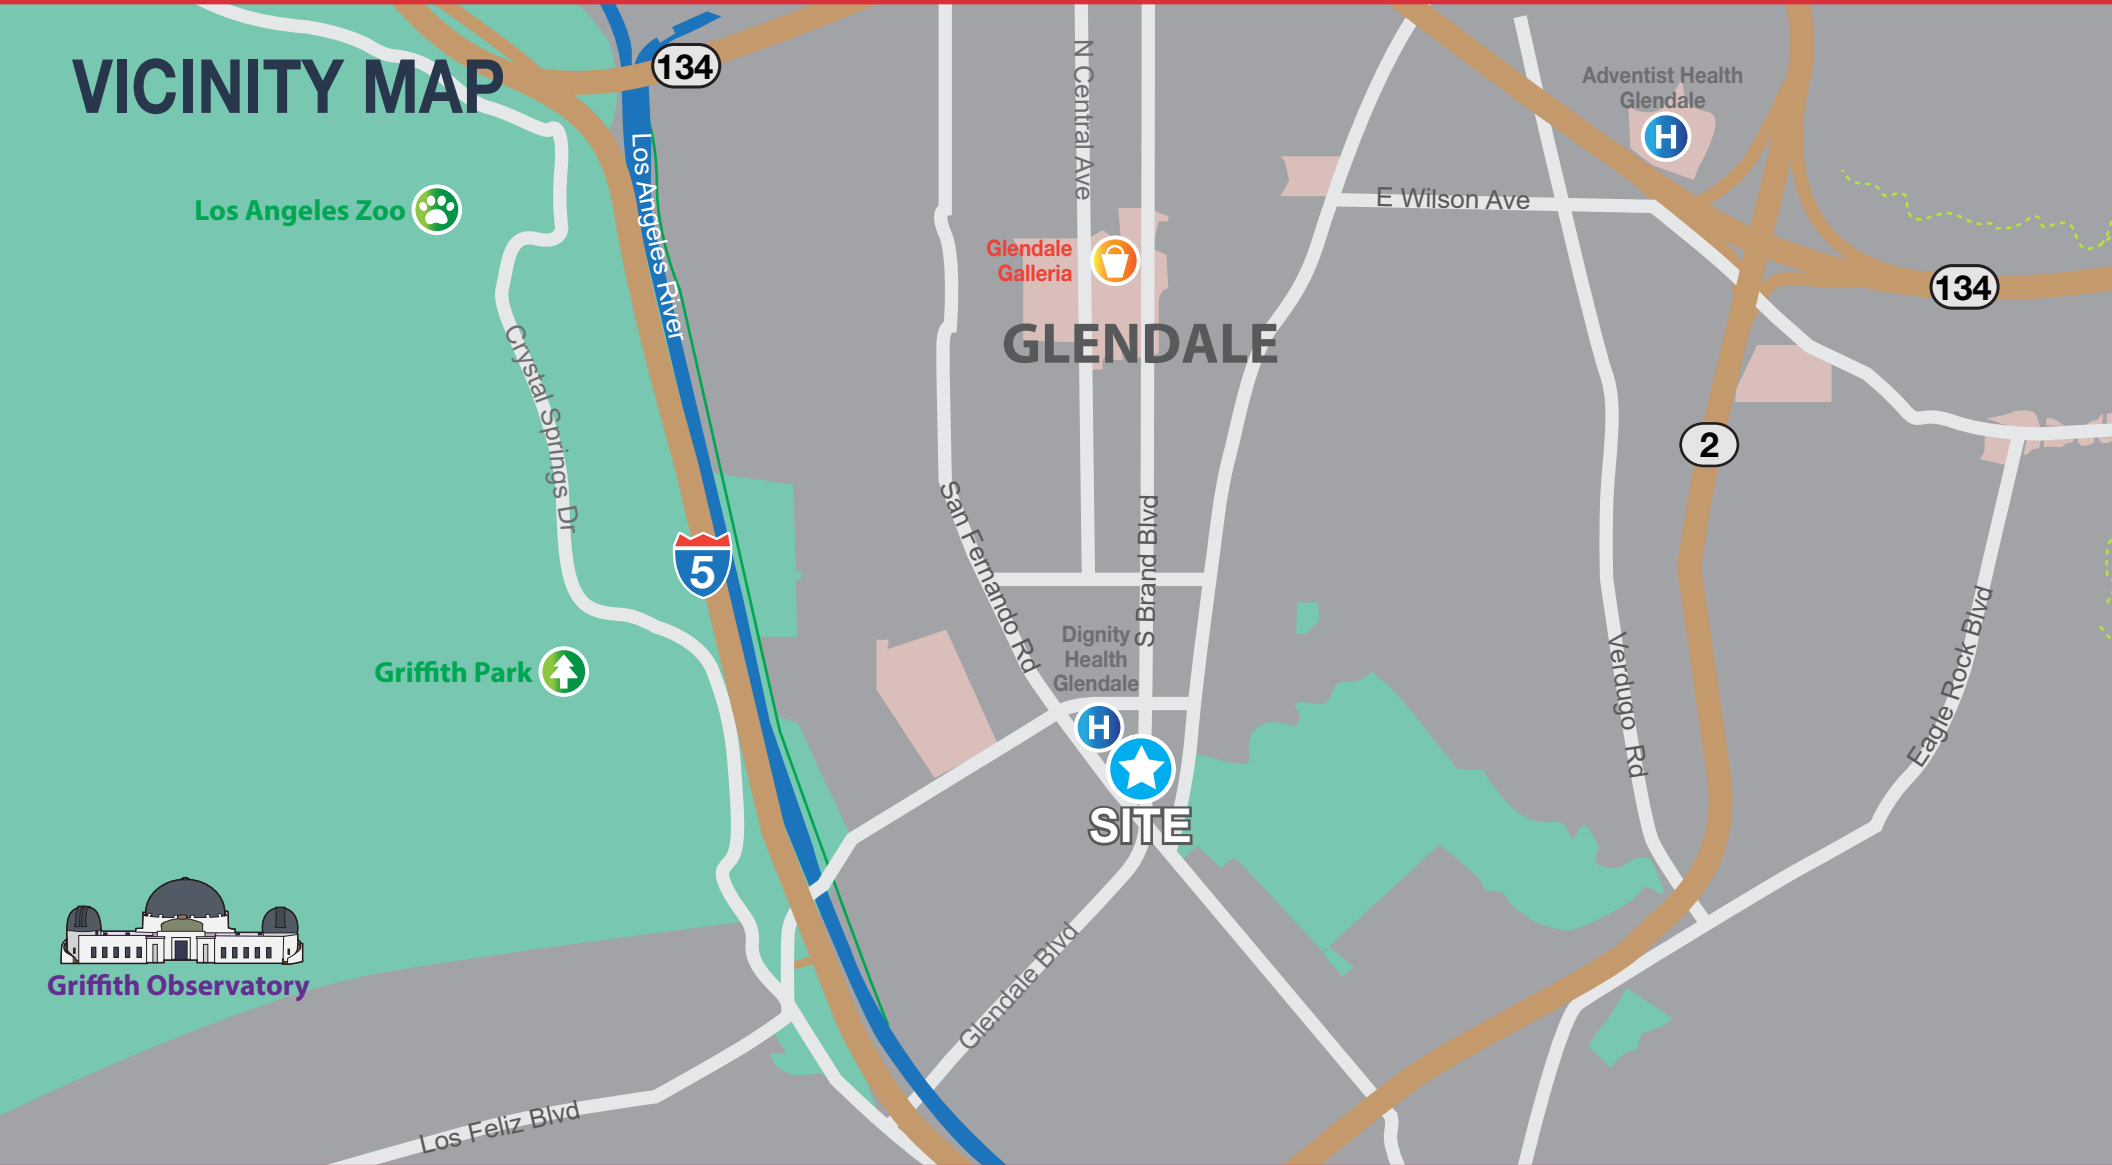 VICINITY MAP
134
N Central Ave
Adventist Health
Glendale
H
Los Angeles River
Los Angeles Zoo
E Wilson Ave
Glendale
Galleria
134
GLENDALE
Crystal Springs Dr
2
San Fernando Rd
S Brand Blvd
5
Dignity
Health
Glendale
H
Griffith Park
Verdugo Rd
Eagle Rock Blvd
SITE
Glendale Blvd
Griffith Observatory
Los Feliz Blvd